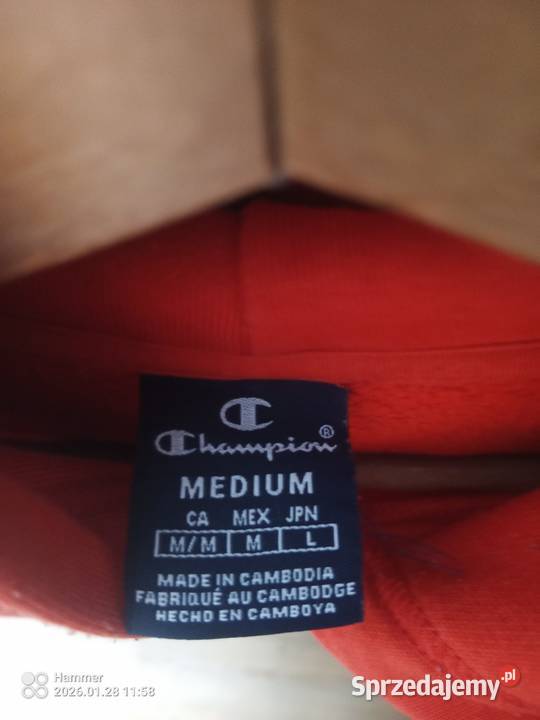 Champion®
MEDIUM
CA MEX JPN
M/M M L
MADE IN CAMBODIA
FABRIQUÉ AU CAMBODGE
HECHO EN CAMBOYA
Hammer
2026.01.28 11:58
Sprzedajemy.pl